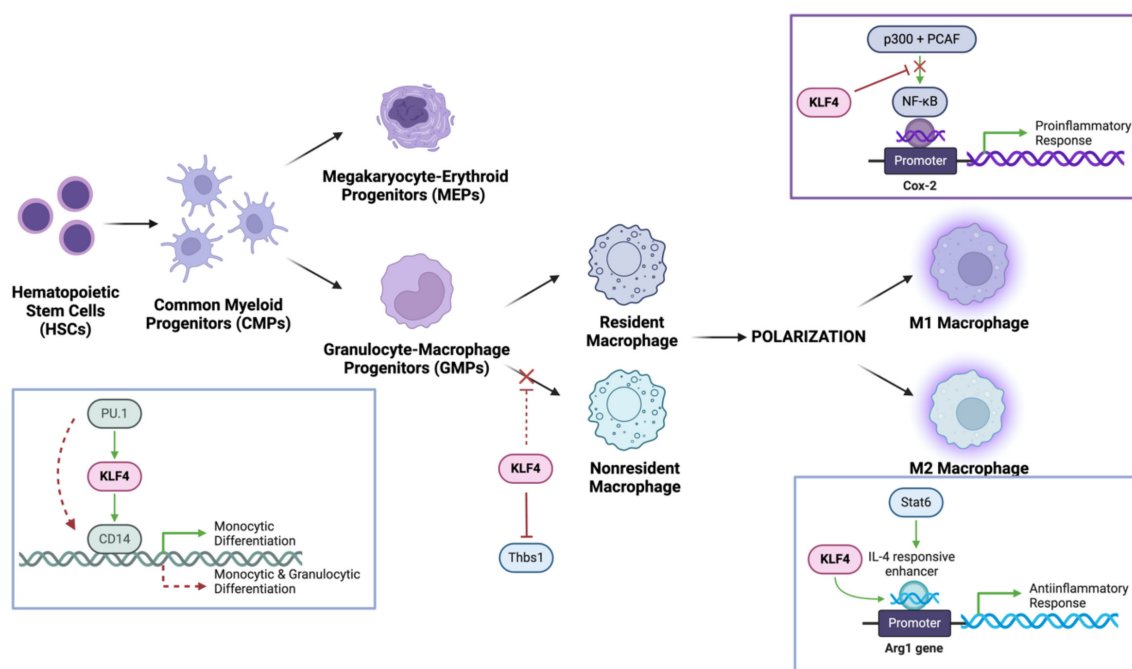 p300 + PCAF
KLF4
NF-κB
Promoter
Cox-2
Proinflammatory
Response
Megakaryocyte-Erythroid
Progenitors (MEPs)
Hematopoietic
Stem Cells
(HSCs)
Common Myeloid
Progenitors (CMPs)
Granulocyte-Macrophage
Progenitors (GMPs)
Resident
Macrophage
POLARIZATION
M1 Macrophage
Nonresident
Macrophage
M2 Macrophage
KLF4
Thbs1
PU.1
KLF4
CD14
Monocytic
Differentiation
Monocytic & Granulocytic
Differentiation
Stat6
KLF4
IL-4 responsive
enhancer
Promoter
Arg1 gene
Antiinflammatory
Response